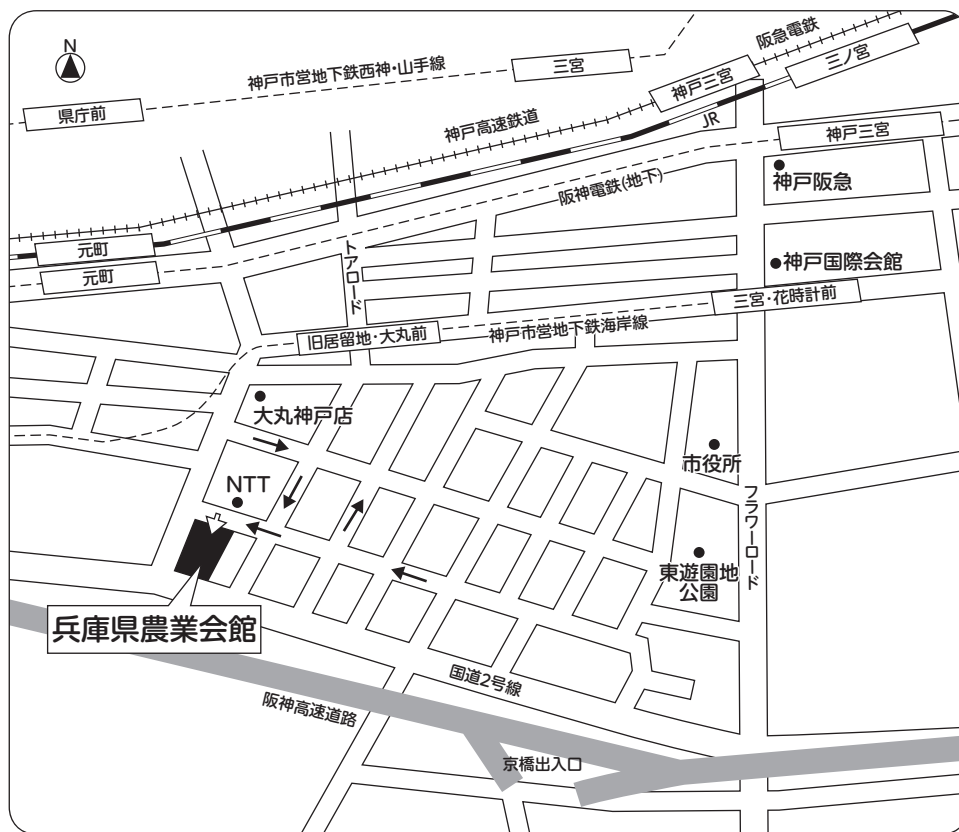 N
阪急電鉄
神戸市営地下鉄西神・山手線
三宮
三ノ宮
神戸三宮
県庁前
神戸高速鉄道
JR
神戸三宮
阪神電鉄(地下)
神戸阪急
元町
元町
トアロード
神戸国際会館
三宮・花時計前
旧居留地・大丸前
神戸市営地下鉄海岸線
大丸神戸店
市役所
NTT
フラワーロード
東遊園地
公園
兵庫県農業会館
国道2号線
阪神高速道路
京橋出入口